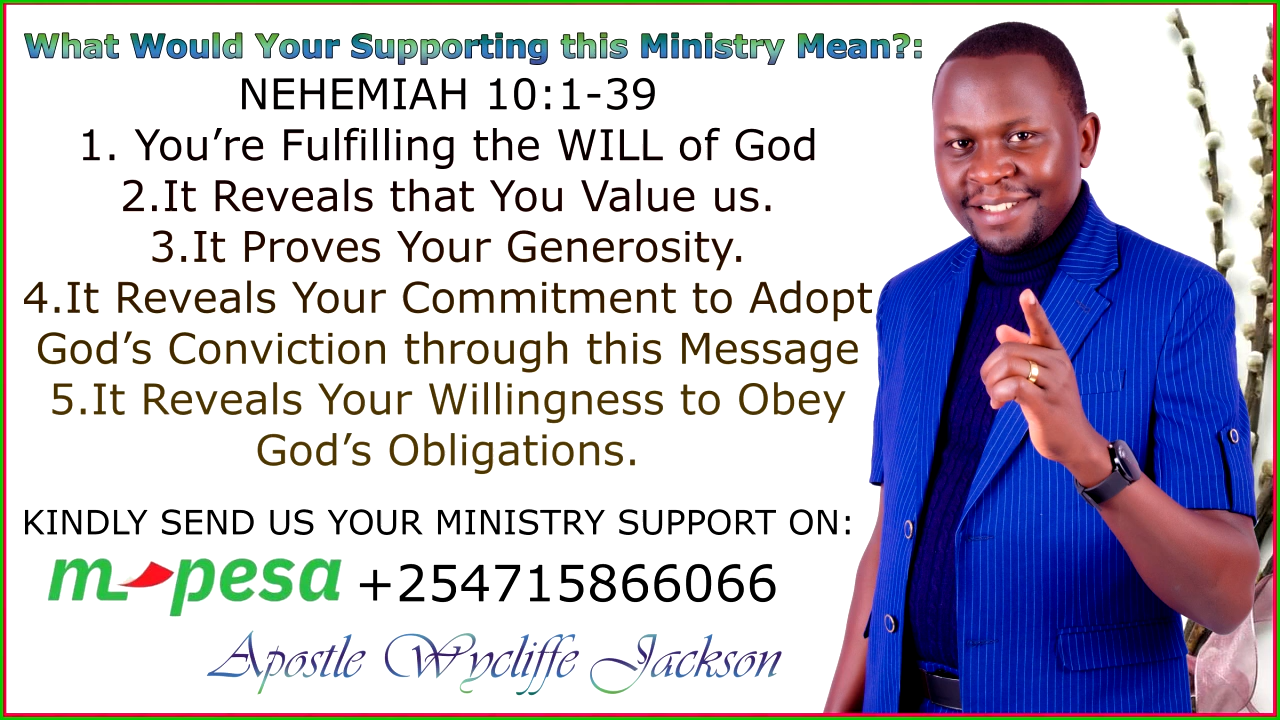 What Would Your Supporting this Ministry Mean?:
NEHEMIAH 10:1-39
1. You’re Fulfilling the WILL of God
2.It Reveals that You Value us.
3.It Proves Your Generosity.
4.It Reveals Your Commitment to Adopt
God’s Conviction through this Message
5.It Reveals Your Willingness to Obey
God’s Obligations.
KINDLY SEND US YOUR MINISTRY SUPPORT ON:
m-pesa +254715866066
Apostle Wycliffe Jackson